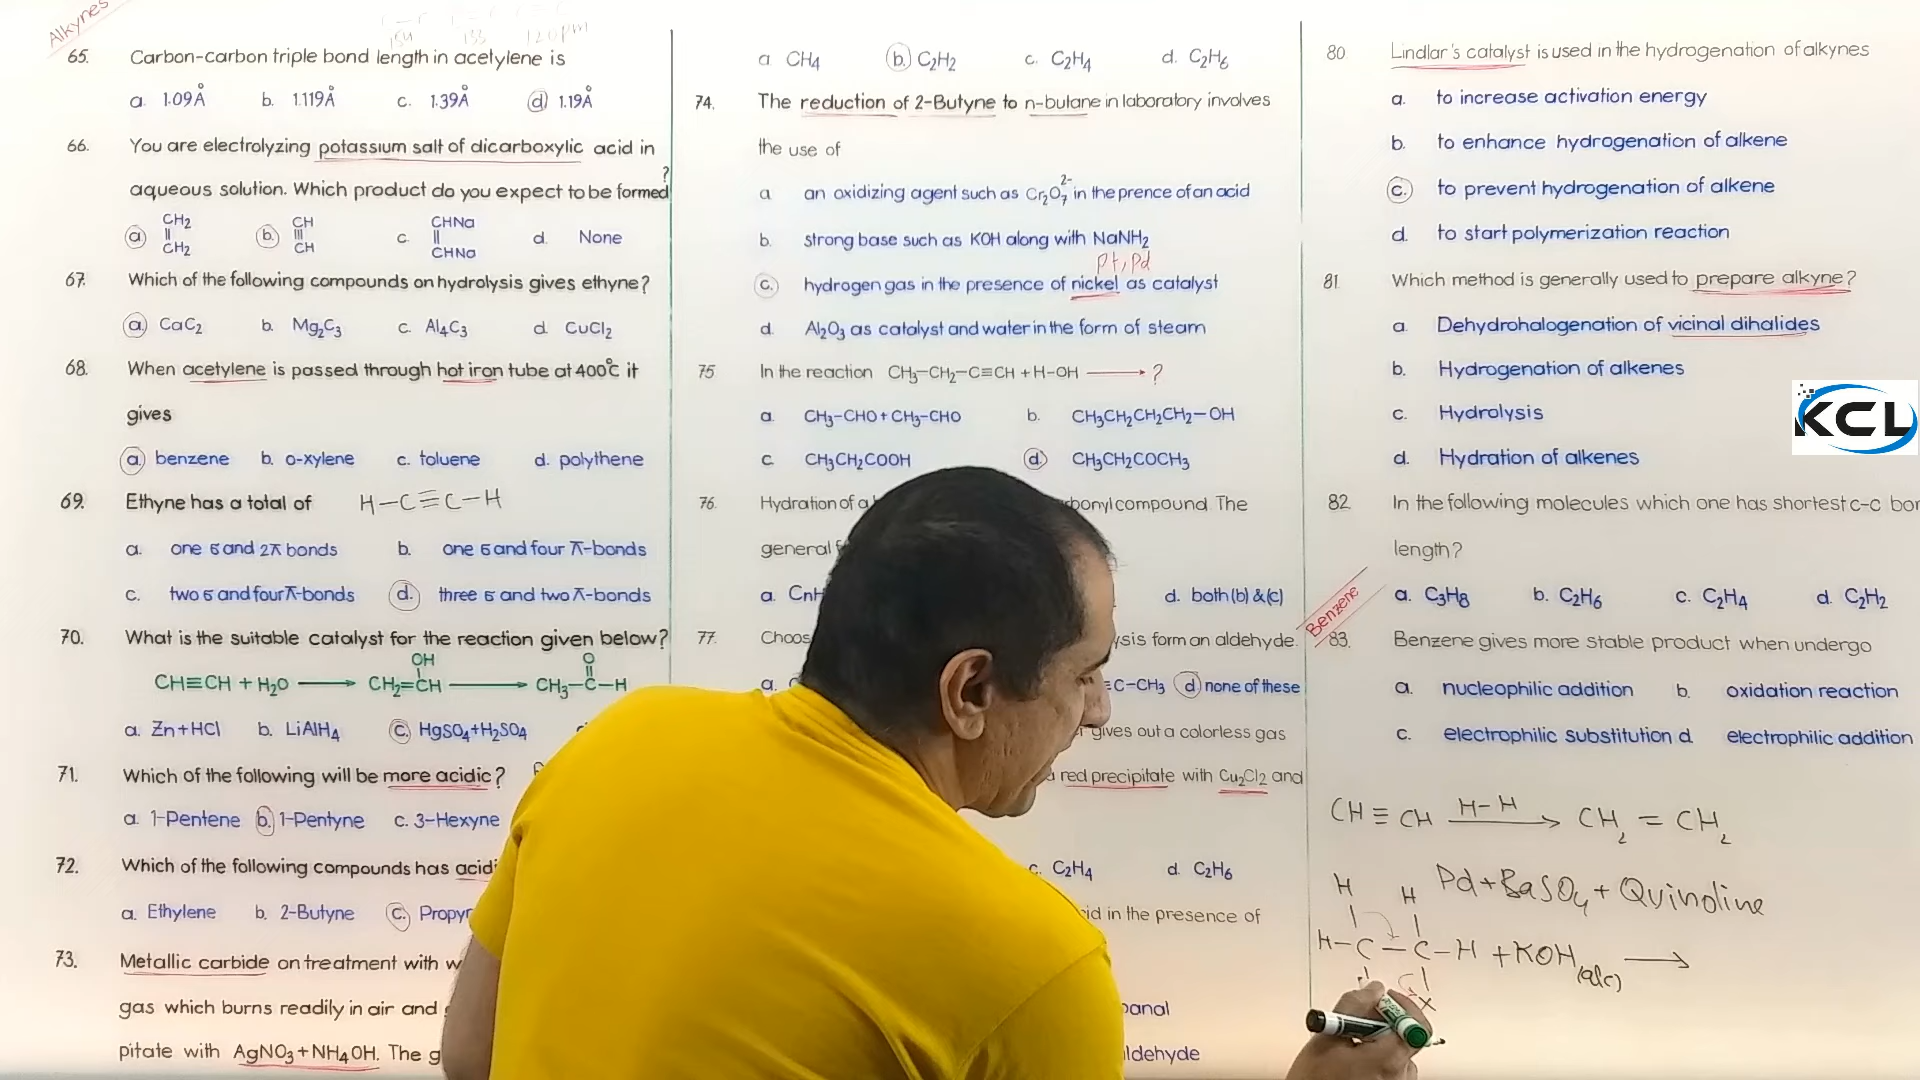 Alkynes
154 133 120pm
65. Carbon-carbon triple bond length in acetylene is
a. 1.09Å b. 1.119Å c. 1.39Å d. 1.19Å
66. You are electrolyzing potassium salt of dicarboxylic acid in
aqueous solution. Which product do you expect to be formed?
a. CH2=CH2 b. CH≡CH c. CHNa=CHNa d. None
67. Which of the following compounds on hydrolysis gives ethyne?
a. CaC2 b. Mg2C3 c. Al4C3 d. CuCl2
68. When acetylene is passed through hot iron tube at 400°C it
gives
a. benzene b. o-xylene c. toluene d. polythene
69. Ethyne has a total of H-C≡C-H
a. one σ and 2π bonds b. one σ and four π-bonds
c. two σ and four π-bonds d. three σ and two π-bonds
70. What is the suitable catalyst for the reaction given below?
OH O
CH≡CH + H2O ⟶ CH2=CH ⟶ CH3-C-H
a. Zn+HCl b. LiAlH4 c. HgSO4+H2SO4
71. Which of the following will be more acidic?
a. 1-Pentene b. 1-Pentyne c. 3-Hexyne
72. Which of the following compounds has
a. Ethylene b. 2-Butyne c.
73. Metallic carbide on treatment with
gas which burns readily in air and
pitate with AgNO3+NH4OH. The
a CH4 b. C2H2 c. C2H4 d. C2H6
74. The reduction of 2-Butyne to n-butane in laboratory involves
the use of
a an oxidizing agent such as Cr2O7 2- in the prence of an acid
b. strong base such as KOH along with NaNH2
Pt, Pd
c. hydrogen gas in the presence of nickel as catalyst
d. Al2O3 as catalyst and water in the form of steam
75 In the reaction CH3-CH2-C≡CH + H-OH ⟶ ?
a. CH3-CHO + CH3-CHO b. CH3CH2CH2CH2-OH
c. CH3CH2COOH d. CH3CH2COCH3
76. Hydration of a compound. The
general
a. d. both (b) & (c)
77. form an aldehyde.
a. ≡C-CH3 d none of these
gives out a colorless gas
red precipitate with Cu2Cl2 and
c. C2H4 d. C2H6
in the presence of
80 Lindlar's catalyst is used in the hydrogenation of alkynes
a. to increase activation energy
b. to enhance hydrogenation of alkene
c. to prevent hydrogenation of alkene
d. to start polymerization reaction
81. Which method is generally used to prepare alkyne?
a. Dehydrohalogenation of vicinal dihalides
b. Hydrogenation of alkenes
c. Hydrolysis
d. Hydration of alkenes
KCL
82. In the following molecules which one has shortest c-c
length?
a. C3H8 b. C2H6 c. C2H4 d. C2H2
Benzene
83. Benzene gives more stable product when undergo
a. nucleophilic addition b. oxidation reaction
c. electrophilic substitution d electrophilic addition
CH≡CH H-H ⟶ CH2=CH2
Pd+BaSO4+Quinoline
H H
H-C-C-H + KOH(alc) ⟶
x